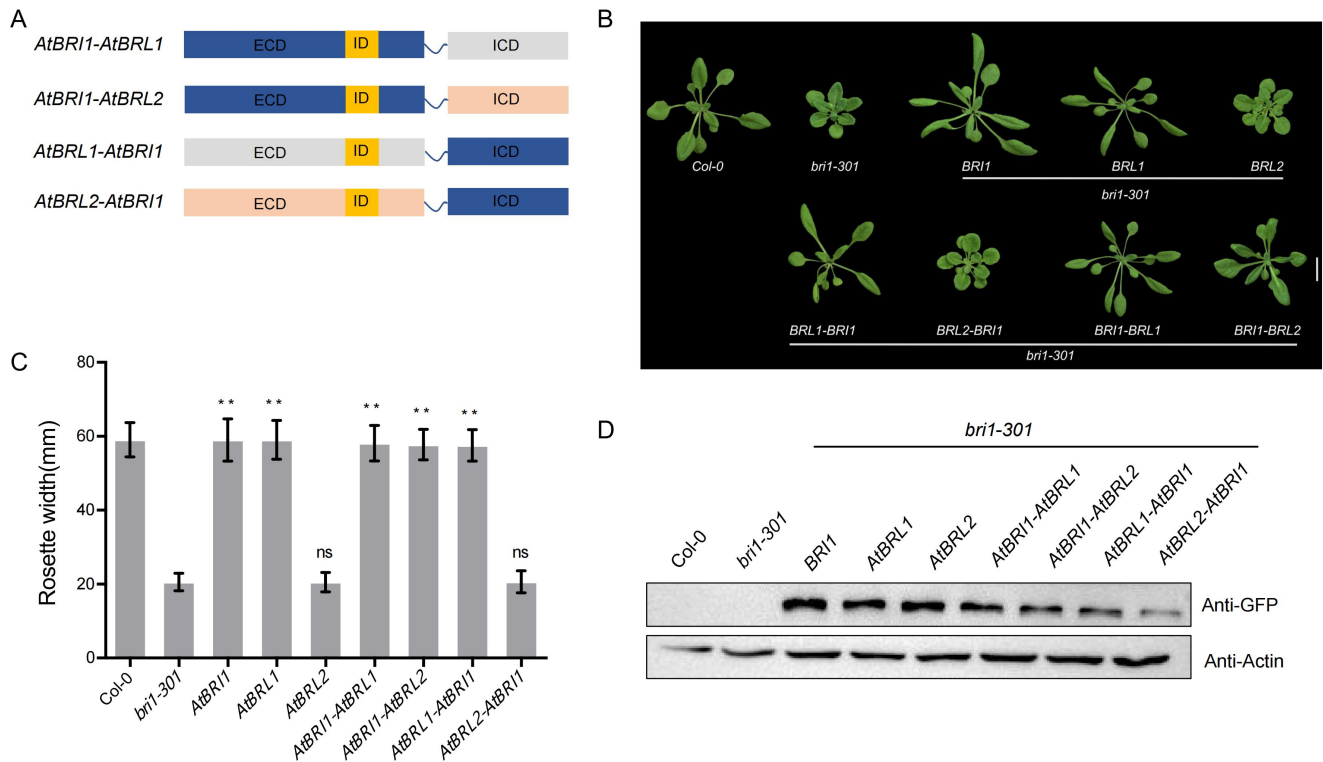 A
AtBRI1-AtBRL1
ECD
ID
ICD
AtBRI1-AtBRL2
ECD
ID
ICD
AtBRL1-AtBRI1
ECD
ID
ICD
AtBRL2-AtBRI1
ECD
ID
ICD
B
Col-0
bri1-301
BRI1
BRL1
BRL2
bri1-301
BRL1-BRI1
BRL2-BRI1
BRI1-BRL1
BRI1-BRL2
bri1-301
C
Rosette width(mm)
80
60
40
20
0
**
**
ns
**
**
**
ns
Col-0
bri1-301
AtBRI1
AtBRL1
AtBRL2
AtBRI1-AtBRL1
AtBRI1-AtBRL2
AtBRL1-AtBRI1
AtBRL2-AtBRI1
D
bri1-301
Col-0
bri1-301
BRI1
AtBRL1
AtBRL2
AtBRI1-AtBRL1
AtBRI1-AtBRL2
AtBRL1-AtBRI1
AtBRL2-AtBRI1
Anti-GFP
Anti-Actin